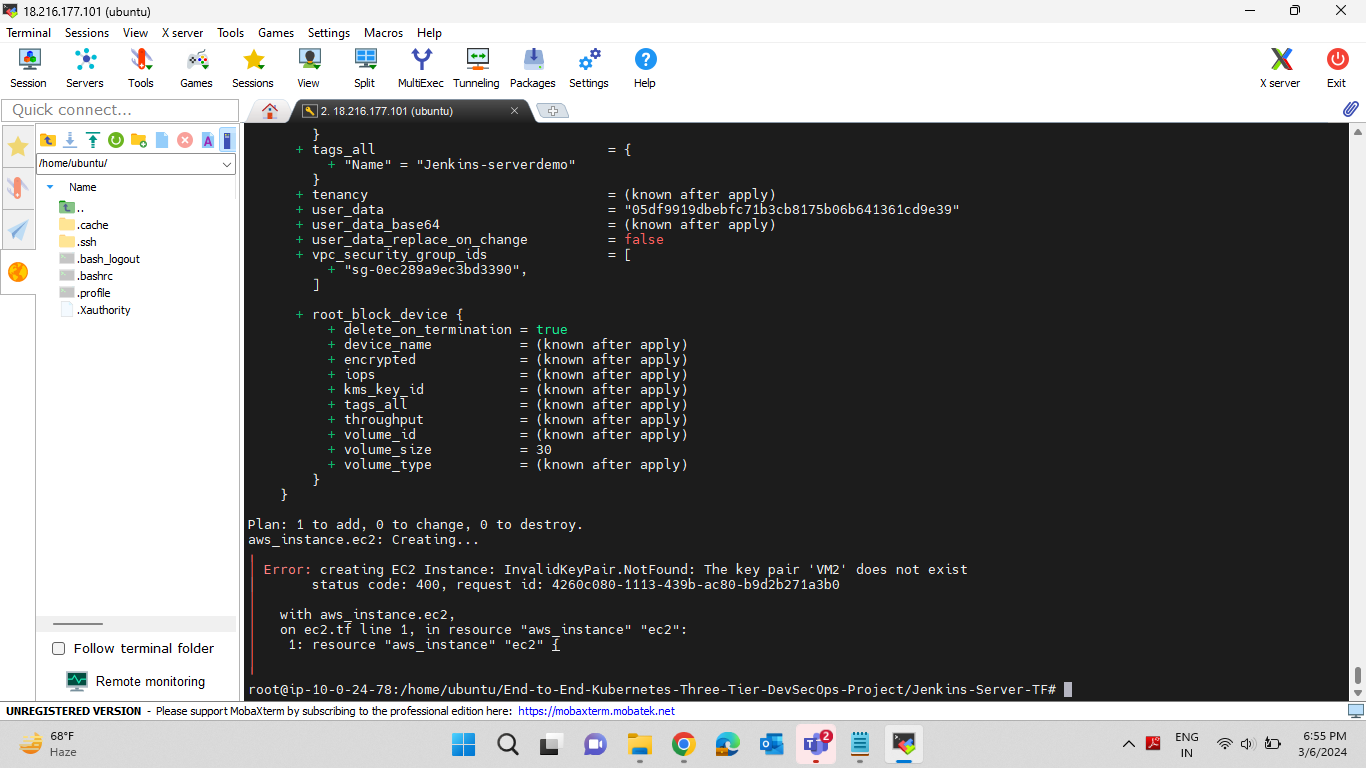 18.216.177.101 (ubuntu)
Terminal Sessions View X server Tools Games Settings Macros Help
Session Servers Tools Games Sessions View Split MultiExec Tunneling Packages Settings Help X server Exit
Quick connect...
2. 18.216.177.101 (ubuntu)
/home/ubuntu/
Name
..
.cache
.ssh
.bash_logout
.bashrc
.profile
.Xauthority
Follow terminal folder
Remote monitoring
}
+ tags_all = {
+ "Name" = "Jenkins-serverdemo"
}
+ tenancy = (known after apply)
+ user_data = "05df9919dbebfc71b3cb8175b06b641361cd9e39"
+ user_data_base64 = (known after apply)
+ user_data_replace_on_change = false
+ vpc_security_group_ids = [
+ "sg-0ec289a9ec3bd3390",
]
+ root_block_device {
+ delete_on_termination = true
+ device_name = (known after apply)
+ encrypted = (known after apply)
+ iops = (known after apply)
+ kms_key_id = (known after apply)
+ tags_all = (known after apply)
+ throughput = (known after apply)
+ volume_id = (known after apply)
+ volume_size = 30
+ volume_type = (known after apply)
}
}
Plan: 1 to add, 0 to change, 0 to destroy.
aws_instance.ec2: Creating...
Error: creating EC2 Instance: InvalidKeyPair.NotFound: The key pair 'VM2' does not exist
status code: 400, request id: 4260c080-1113-439b-ac80-b9d2b271a3b0
with aws_instance.ec2,
on ec2.tf line 1, in resource "aws_instance" "ec2":
1: resource "aws_instance" "ec2" {
root@ip-10-0-24-78:/home/ubuntu/End-to-End-Kubernetes-Three-Tier-DevSecOps-Project/Jenkins-Server-TF#
UNREGISTERED VERSION - Please support MobaXterm by subscribing to the professional edition here: https://mobaxterm.mobatek.net
68°F
Haze
2
ENG
IN
6:55 PM
3/6/2024